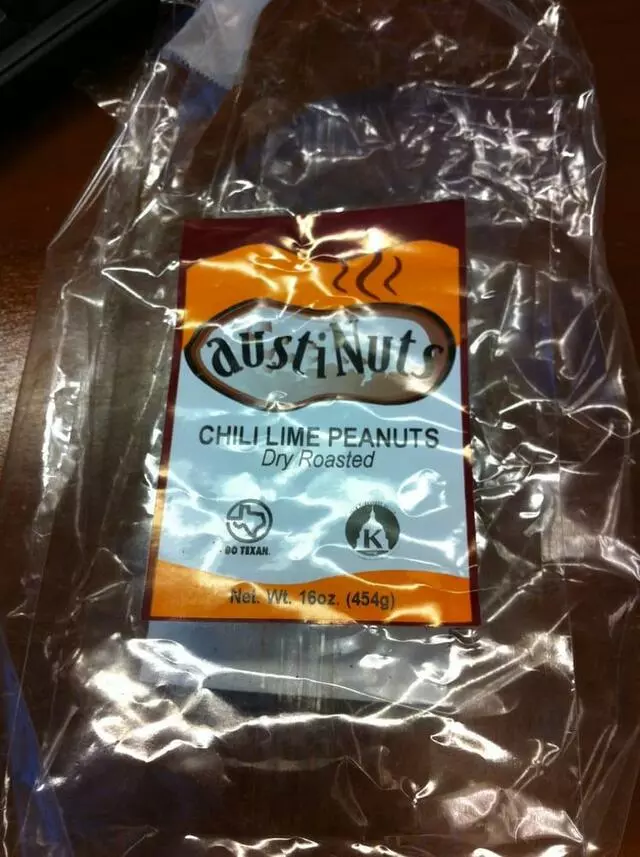 austiNuts
CHILI LIME PEANUTS
Dry Roasted
GO TEXAN.
K
Net. Wt. 16oz. (454g)